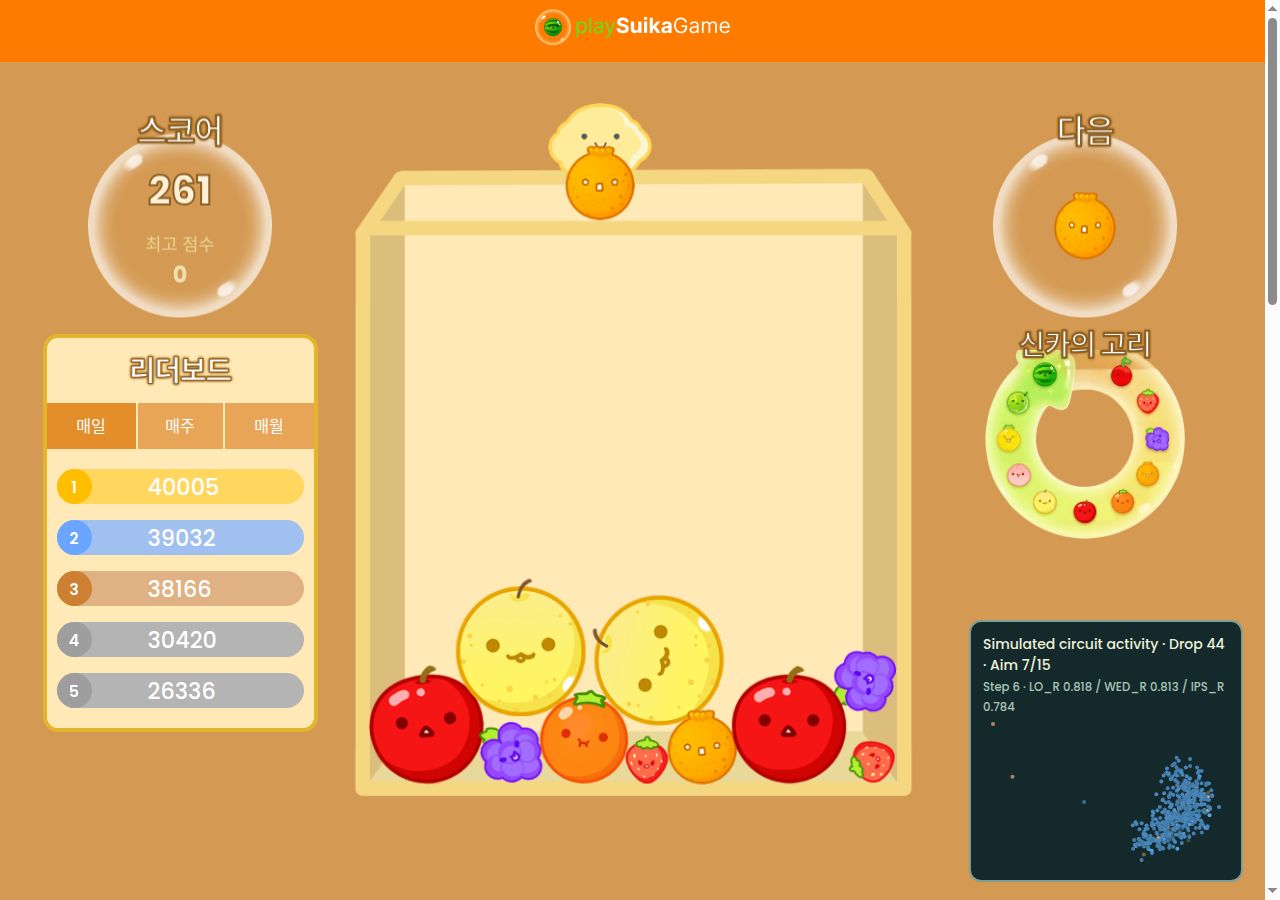 playSuikaGame
스코어
261
최고 점수
0
리더보드
매일 매주 매월
1 40005
2 39032
3 38166
4 30420
5 26336
다음
신카의 고리
Simulated circuit activity · Drop 44
· Aim 7/15
Step 6 · LO_R 0.818 / WED_R 0.813 / IPS_R
0.784